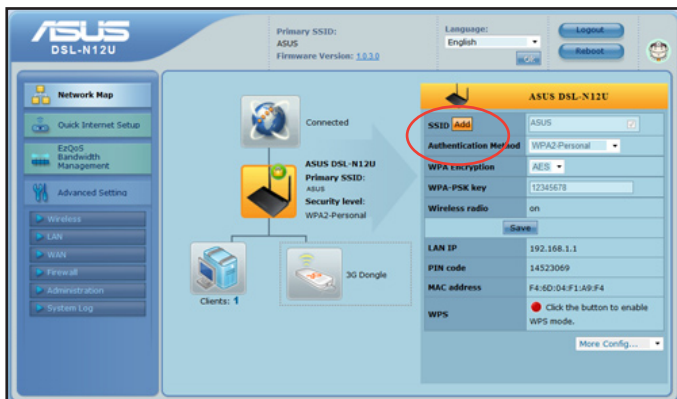 ASUS
DSL-N12U
Primary SSID:
ASUS
Firmware Version: 1.0.3.0
Language:
English
OK
Logout
Reboot
Network Map
Quick Internet Setup
EzQoS
Bandwidth
Management
Advanced Setting
Wireless
LAN
WAN
Firewall
Administration
System Log
Connected
ASUS DSL-N12U
Primary SSID:
ASUS
Security level:
WPA2-Personal
Clients: 1
3G Dongle
ASUS DSL-N12U
SSID Add ASUS
Authentication Method WPA2-Personal
WPA Encryption AES
WPA-PSK key 12345678
Wireless radio on
Save
LAN IP 192.168.1.1
PIN code 14523069
MAC address F4:6D:04:F1:A9:F4
WPS Click the button to enable
WPS mode.
More Config...